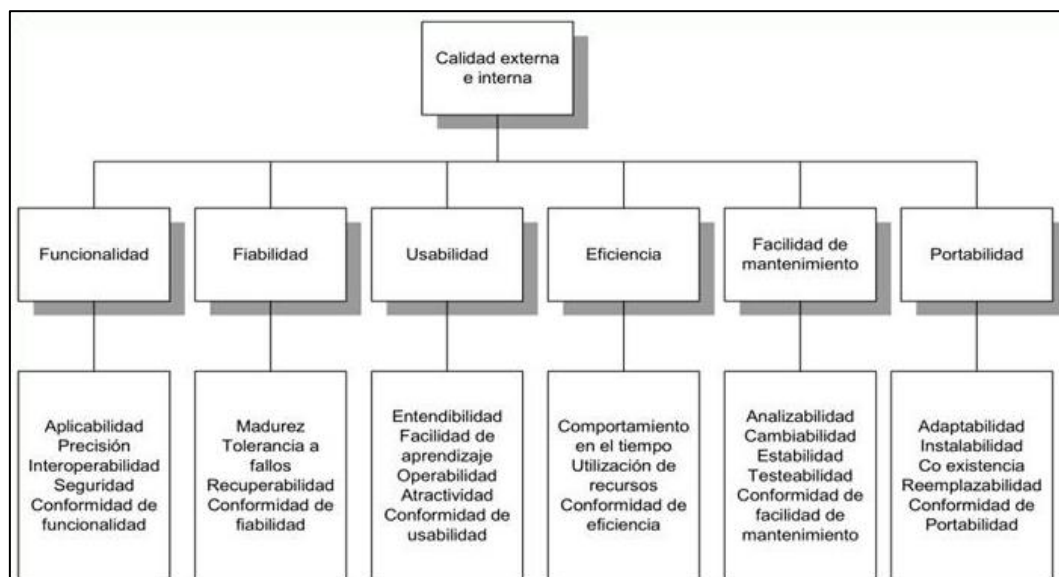 Calidad externa
e interna
Funcionalidad
Fiabilidad
Usabilidad
Eficiencia
Facilidad de
mantenimiento
Portabilidad
Aplicabilidad
Precisión
Interoperabilidad
Seguridad
Conformidad de
funcionalidad
Madurez
Tolerancia a
fallos
Recuperabilidad
Conformidad de
fiabilidad
Entendibilidad
Facilidad de
aprendizaje
Operabilidad
Atractividad
Conformidad de
usabilidad
Comportamiento
en el tiempo
Utilización de
recursos
Conformidad de
eficiencia
Analizabilidad
Cambiabilidad
Estabilidad
Testeabilidad
Conformidad de
facilidad de
mantenimiento
Adaptabilidad
Instalabilidad
Co existencia
Reemplazabilidad
Conformidad de
Portabilidad